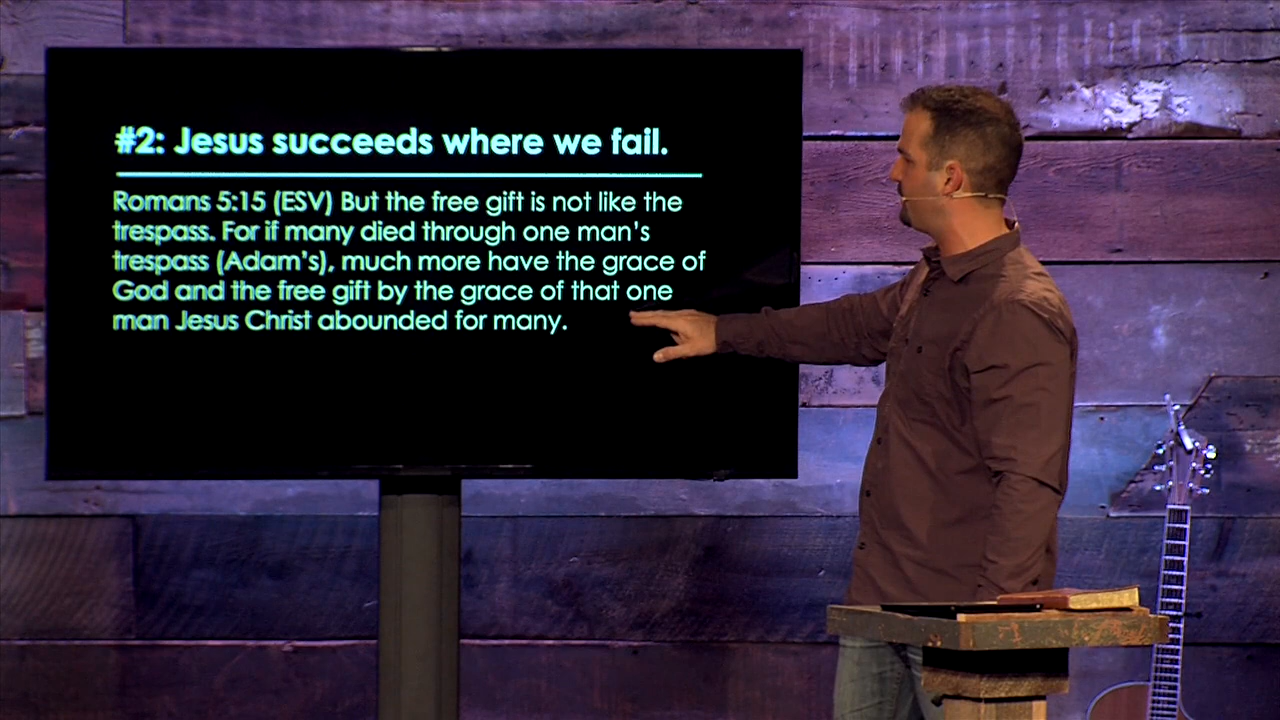 #2: Jesus succeeds where we fail.
Romans 5:15 (ESV) But the free gift is not like the
trespass. For if many died through one man's
trespass (Adam's), much more have the grace of
God and the free gift by the grace of that one
man Jesus Christ abounded for many.